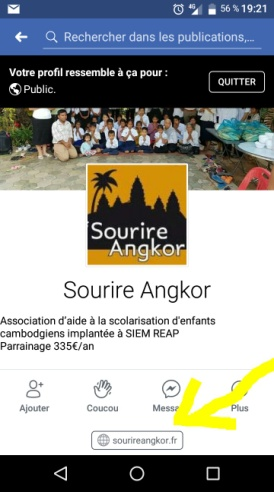 56 % 19:21
Rechercher dans les publications,...
Votre profil ressemble à ça pour :
Public.
QUITTER
Sourire
Angkor
Sourire Angkor
Association d'aide à la scolarisation d'enfants
cambodgiens implantée à SIEM REAP
Parrainage 335€/an
Ajouter
Coucou
Messa
Plus
sourireangkor.fr